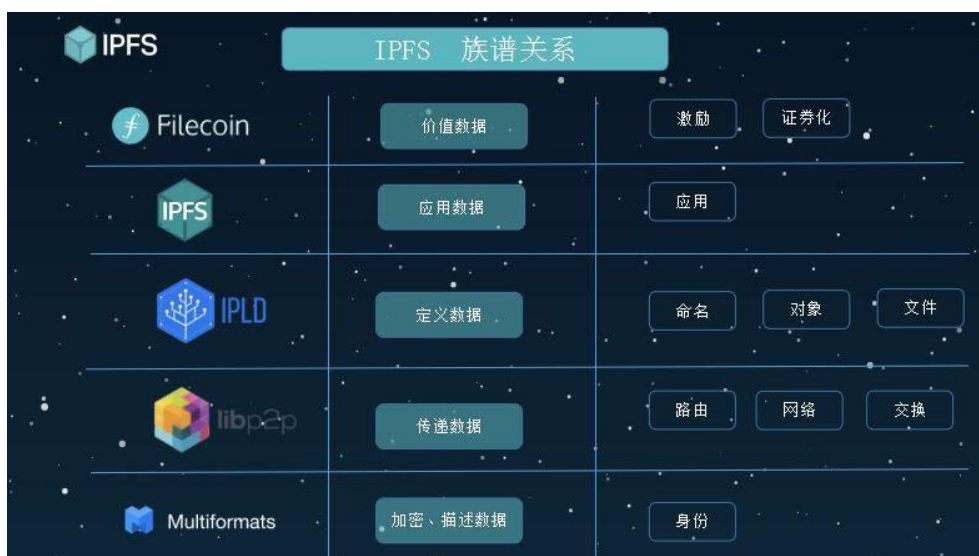 IPFS
IPFS 族谱关系
Filecoin 价值数据 激励 证券化
IPFS 应用数据 应用
IPLD 定义数据 命名 对象 文件
libp2p 传递数据 路由 网络 交换
Multiformats 加密、描述数据 身份